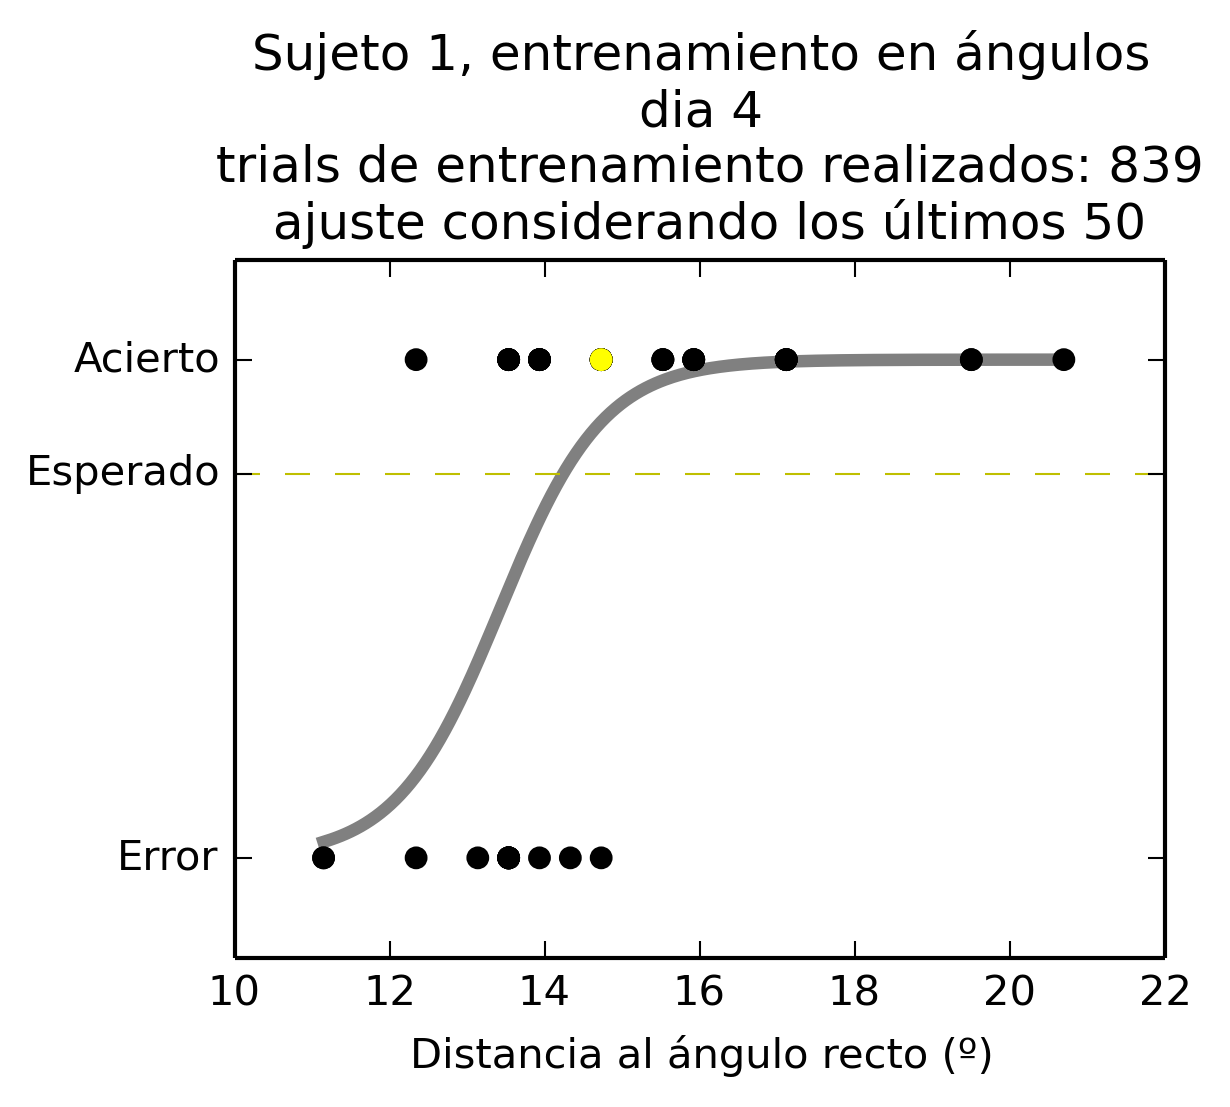 Sujeto 1, entrenamiento en ángulos
dia 4
trials de entrenamiento realizados: 839
ajuste considerando los últimos 50
Acierto
Esperado
Error
10 12 14 16 18 20 22
Distancia al ángulo recto (º)